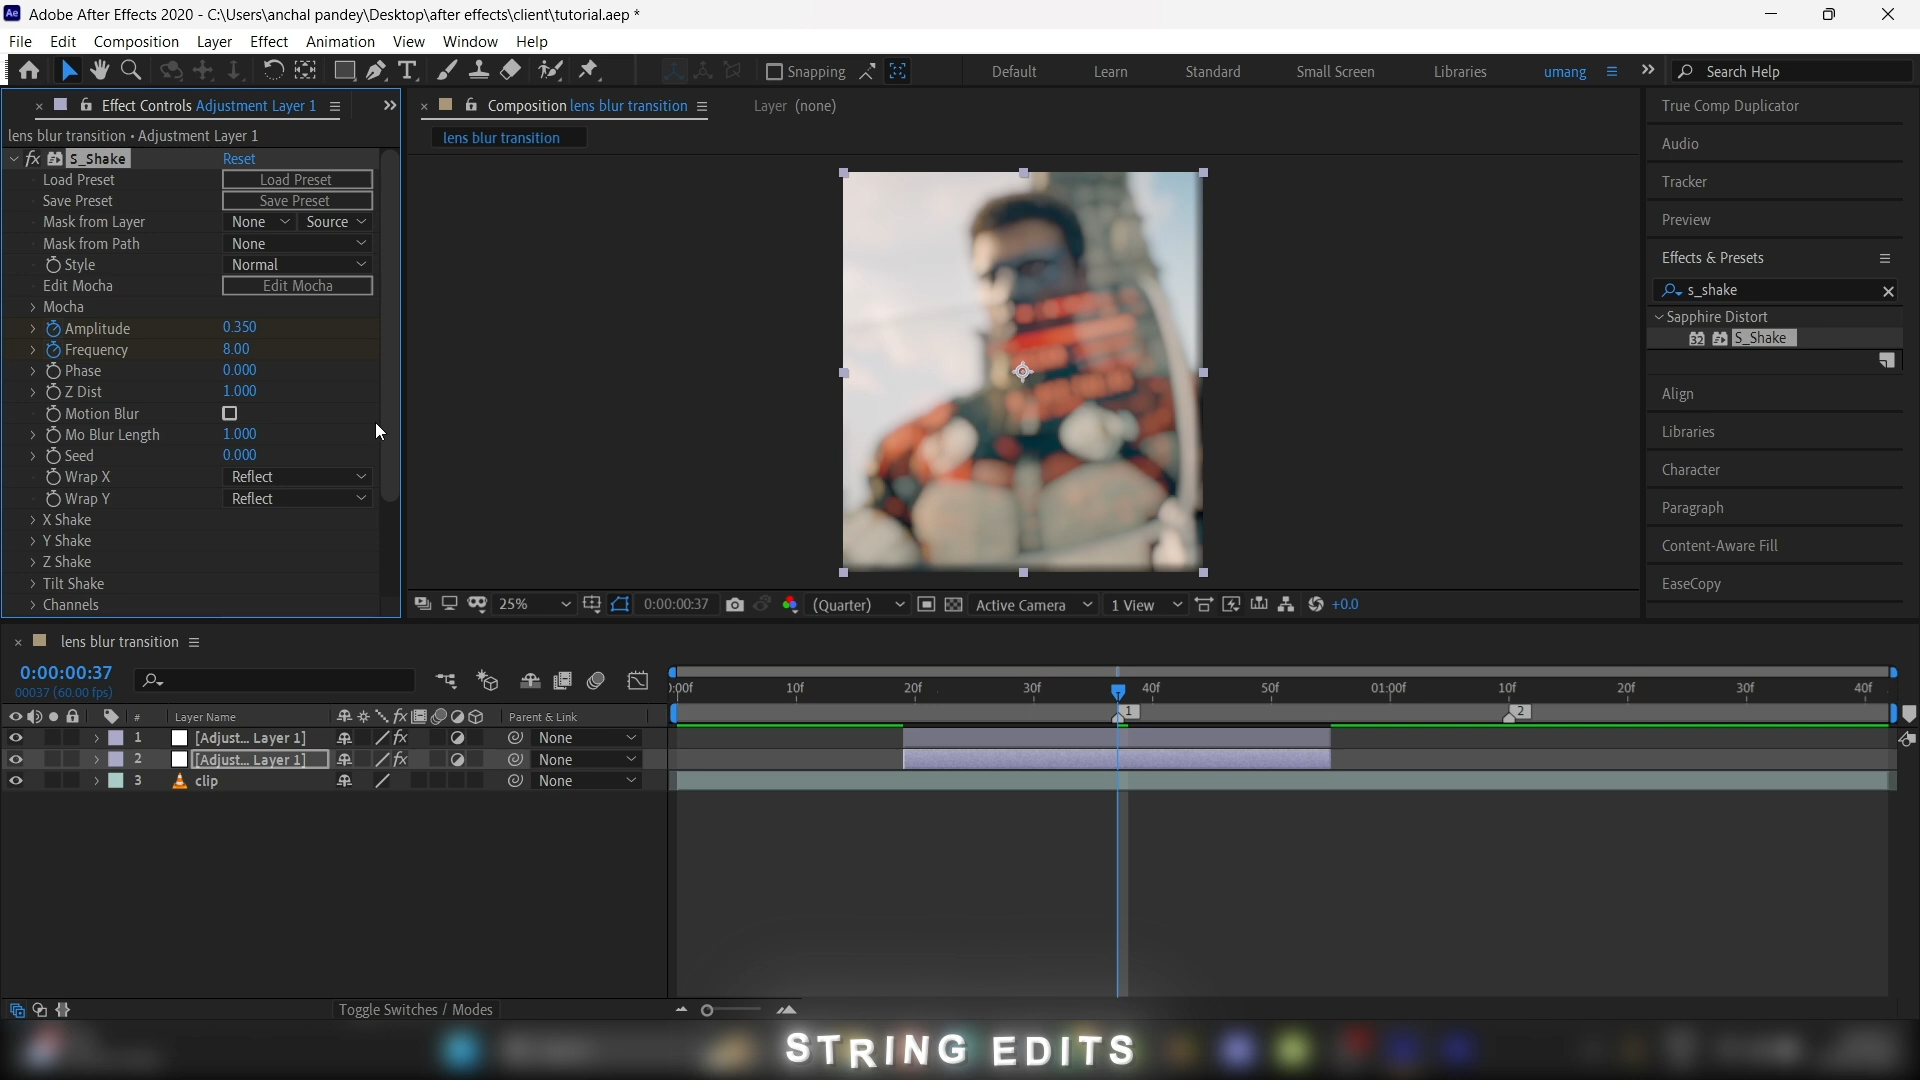 Adobe After Effects 2020 - C:\Users\anchal pandey\Desktop\after effects\client\tutorial.aep *
File Edit Composition Layer Effect Animation View Window Help
Snapping Default Learn Standard Small Screen Libraries umang Search Help
Effect Controls Adjustment Layer 1
Composition lens blur transition
Layer (none)
lens blur transition • Adjustment Layer 1
lens blur transition
fx S_Shake Reset
Load Preset Load Preset
Save Preset Save Preset
Mask from Layer None Source
Mask from Path None
Style Normal
Edit Mocha Edit Mocha
Mocha
Amplitude 0.350
Frequency 8.00
Phase 0.000
Z Dist 1.000
Motion Blur
Mo Blur Length 1.000
Seed 0.000
Wrap X Reflect
Wrap Y Reflect
X Shake
Y Shake
Z Shake
Tilt Shake
Channels
25% 0:00:00:37 (Quarter) Active Camera 1 View +0.0
True Comp Duplicator
Audio
Tracker
Preview
Effects & Presets
s_shake
Sapphire Distort
32 S_Shake
Align
Libraries
Character
Paragraph
Content-Aware Fill
EaseCopy
lens blur transition
0:00:00:37
00037 (60.00 fps)
):00f 10f 20f 30f 40f 50f 01:00f 10f 20f 30f 40f
# Layer Name fx Parent & Link
1 2
1 [Adjust... Layer 1] fx None
2 [Adjust... Layer 1] fx None
3 clip None
Toggle Switches / Modes
STRING EDITS